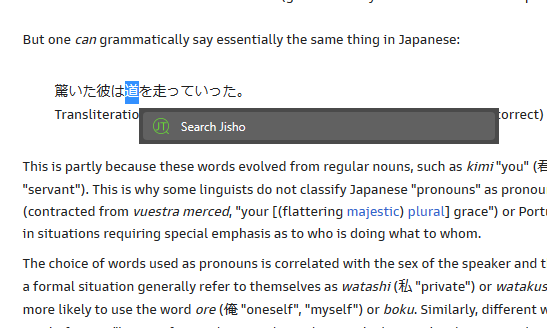 But one can grammatically say essentially the same thing in Japanese:
驚いた彼は道を走っていった。
Transliteratio
correct)
Search Jisho
This is partly because these words evolved from regular nouns, such as kimi "you" (君
"servant"). This is why some linguists do not classify Japanese "pronouns" as pronou
(contracted from vuestra merced, "your [(flattering majestic) plural] grace") or Portu
in situations requiring special emphasis as to who is doing what to whom.
The choice of words used as pronouns is correlated with the sex of the speaker and t
a formal situation generally refer to themselves as watashi (私 "private") or watakus
more likely to use the word ore (俺 "oneself", "myself") or boku. Similarly, different w